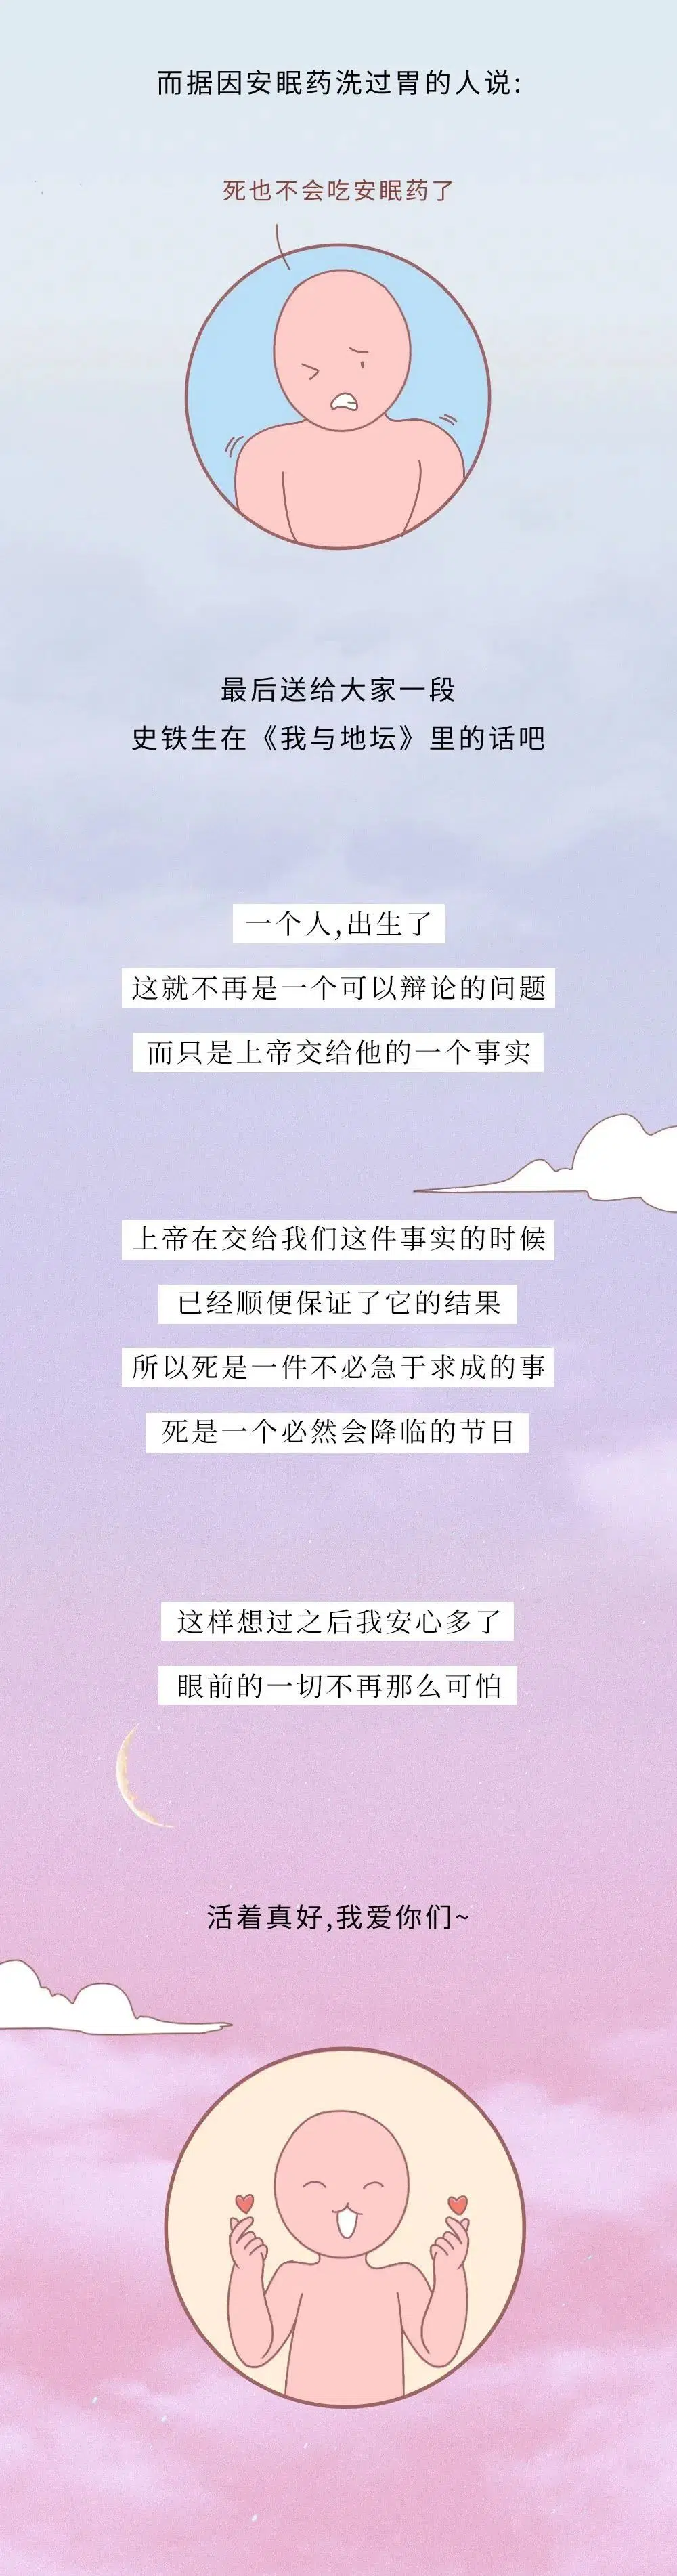 而据因安眠药洗过胃的人说:
死也不会吃安眠药了
最后送给大家一段
史铁生在《我与地坛》里的话吧
一个人,出生了
这就不再是一个可以辩论的问题
而只是上帝交给他的一个事实
上帝在交给我们这件事实的时候
已经顺便保证了它的结果
所以死是一件不必急于求成的事
死是一个必然会降临的节日
这样想过之后我安心多了
眼前的一切不再那么可怕
活着真好,我爱你们~